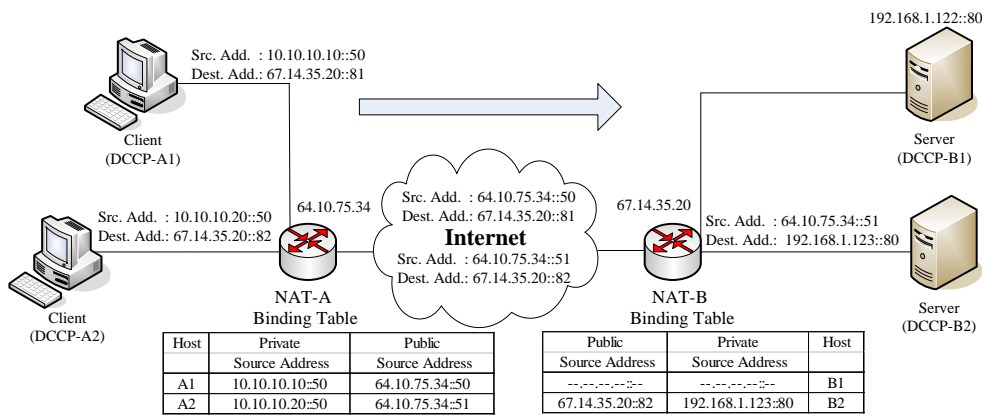 192.168.1.122::80
Src. Add. : 10.10.10.10::50
Dest. Add.: 67.14.35.20::81
Client
(DCCP-A1)
Server
(DCCP-B1)
Src. Add. : 10.10.10.20::50
Dest. Add.: 67.14.35.20::82
64.10.75.34
Src. Add. : 64.10.75.34::50
Dest. Add.: 67.14.35.20::81
Internet
Src. Add. : 64.10.75.34::51
Dest. Add.: 67.14.35.20::82
67.14.35.20
Src. Add. : 64.10.75.34::51
Dest. Add.: 192.168.1.123::80
Client
(DCCP-A2)
NAT-A
Binding Table
NAT-B
Binding Table
Server
(DCCP-B2)
Host Private Public
Source Address Source Address
A1 10.10.10.10::50 64.10.75.34::50
A2 10.10.10.20::50 64.10.75.34::51
Public Private Host
Source Address Source Address
--.--.--.--::-- --.--.--.--::-- B1
67.14.35.20::82 192.168.1.123::80 B2